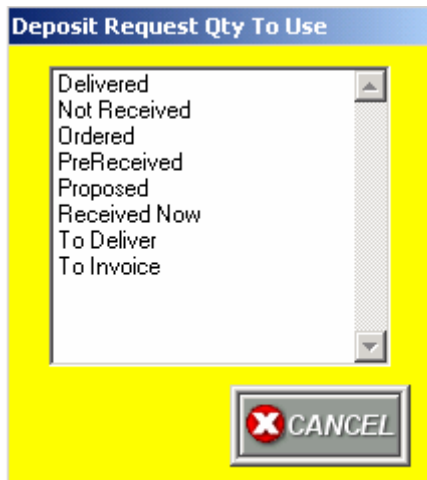 Deposit Request Qty To Use
Delivered
Not Received
Ordered
PreReceived
Proposed
Received Now
To Deliver
To Invoice
CANCEL